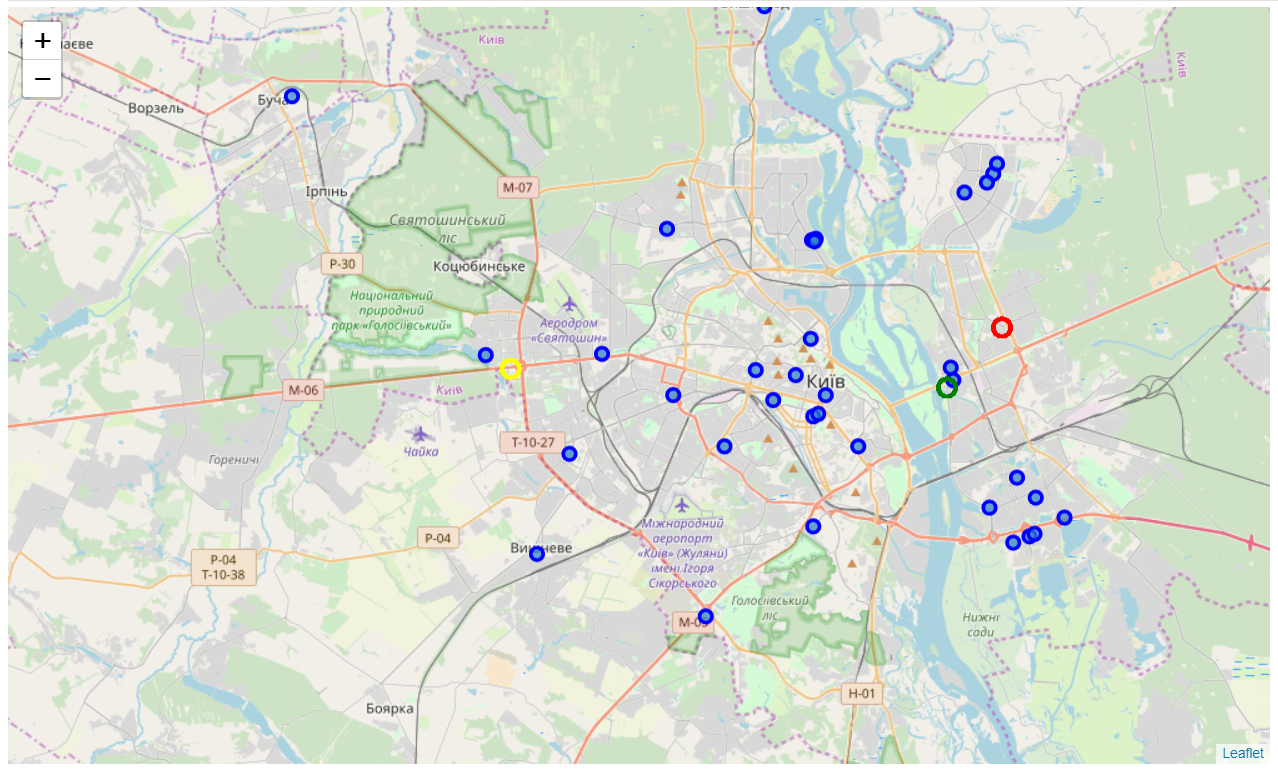 Київ
Київ
+
−
Буча
Ворзель
М-07
Ірпінь
Святошинський
ліс
Р-30
Коцюбинське
Національний
природний
парк «Голосіївський»
Аеродром
«Святошин»
М-06
Київ
Київ
Т-10-27
Чайка
Гореничі
Міжнародний
аеропорт
«Київ» (Жуляни)
імені Ігоря
Сікорського
Р-04
Вишневе
Р-04
Т-10-38
Голосіївський
ліс
Нижні
сади
Н-01
Боярка
Leaflet